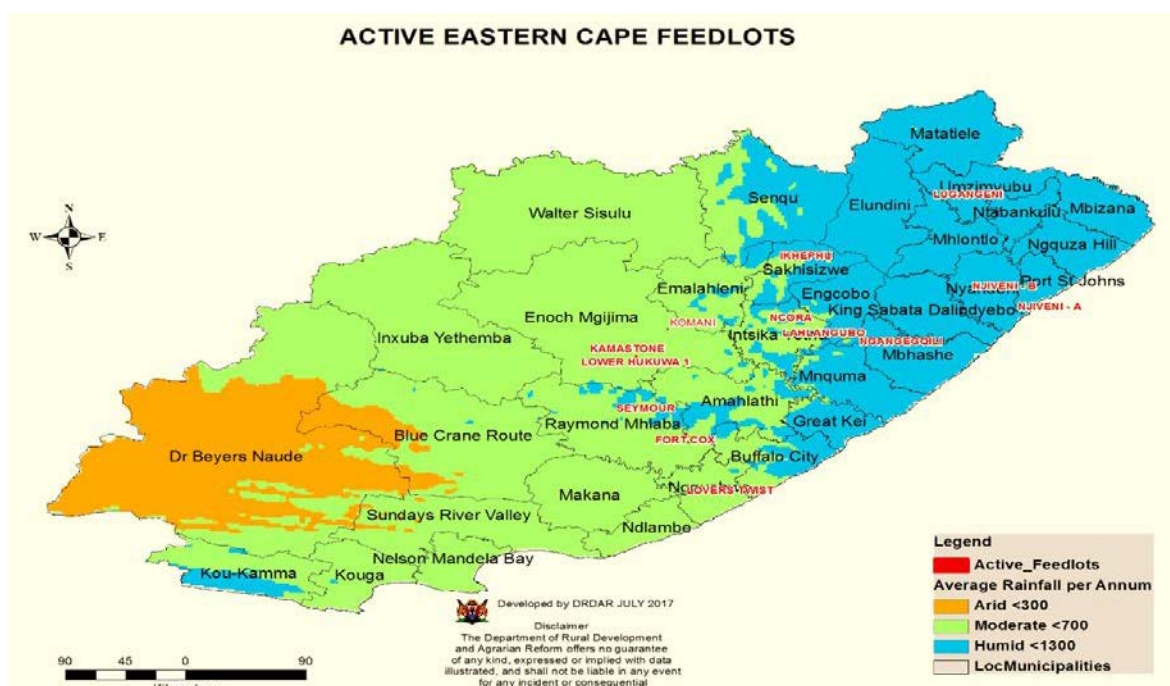 ACTIVE EASTERN CAPE FEEDLOTS
Matatiele
Umzimvubu
LUGANGENI
Senqu
Elundini
Ntabankulu
Mbizana
Walter Sisulu
Mhlontlo
Ngquza Hill
N
W
E
S
IKHEPHU
Sakhisizwe
Emalahleni
Engcobo
NJIVENI - B
Port St Johns
NJIVENI - A
King Sabata Dalindyebo
Enoch Mgijima
KOMANI
NCORA
Inxuba Yethemba
LAHLANGUBO
Intsika
NGANGEGQILI
KAMASTONE
LOWER HUKUWA 1
Mbhashe
Mnquma
Amahlathi
SEYMOUR
Raymond Mhlaba
Great Kei
Blue Crane Route
FORT COX
Dr Beyers Naude
Buffalo City
LOVERS TWIST
Makana
Sundays River Valley
Ndlambe
Nelson Mandela Bay
Kou-Kamma
Kouga
Legend
Active_Feedlots
Average Rainfall per Annum
Arid <300
Moderate <700
Humid <1300
LocMunicipalities
Developed by DRDAR JULY 2017
Disclaimer
The Department of Rural Development
and Agrarian Reform offers no guarantee
of any kind, expressed or implied with data
illustrated, and shall not be liable in any event
for any incident or consequential
90 45 0 90